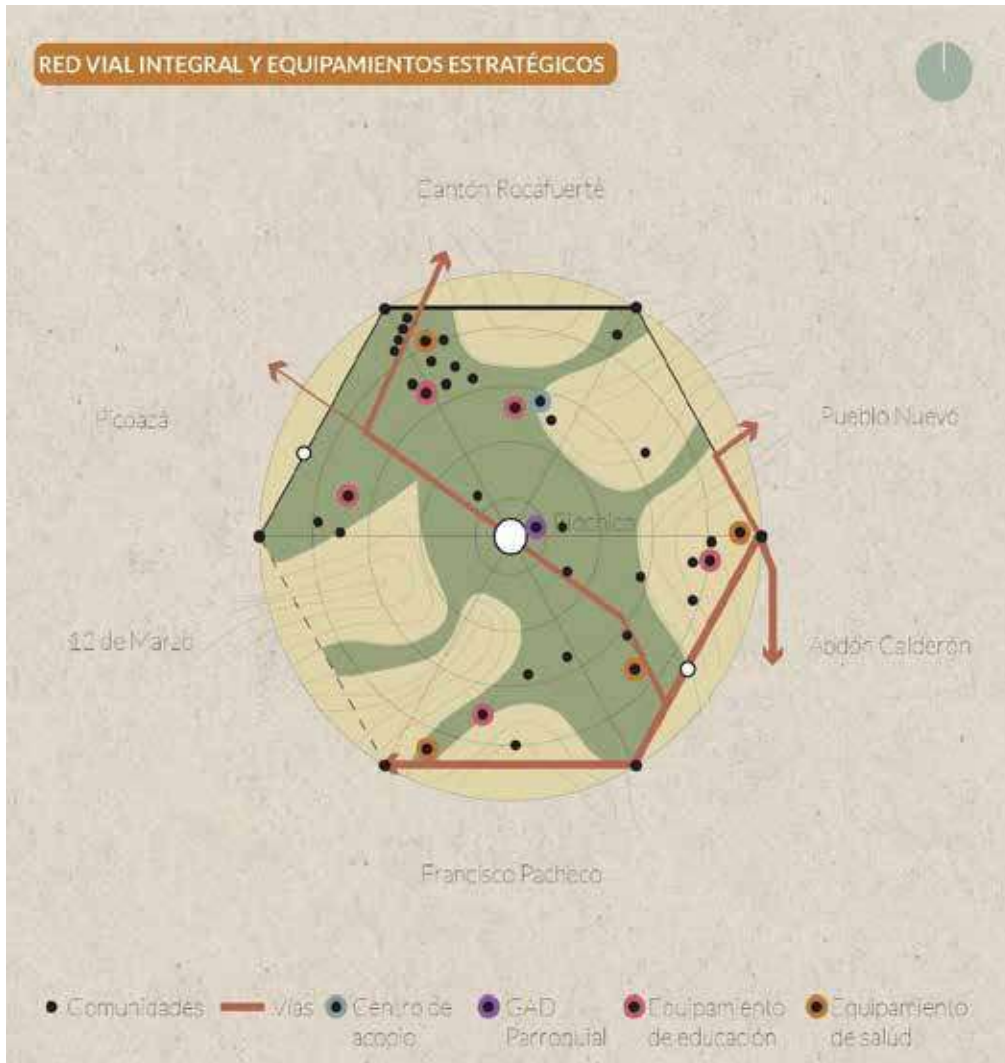 RED VIAL INTEGRAL Y EQUIPAMIENTOS ESTRATÉGICOS
Cantón Rocafuerte
Picoazá
Pueblo Nuevo
Riochico
12 de Marzo
Abdón Calderón
Francisco Pacheco
Comunidades
Vías
Centro de
acopio
GAD
Parroquial
Equipamiento
de educación
Equipamiento
de salud